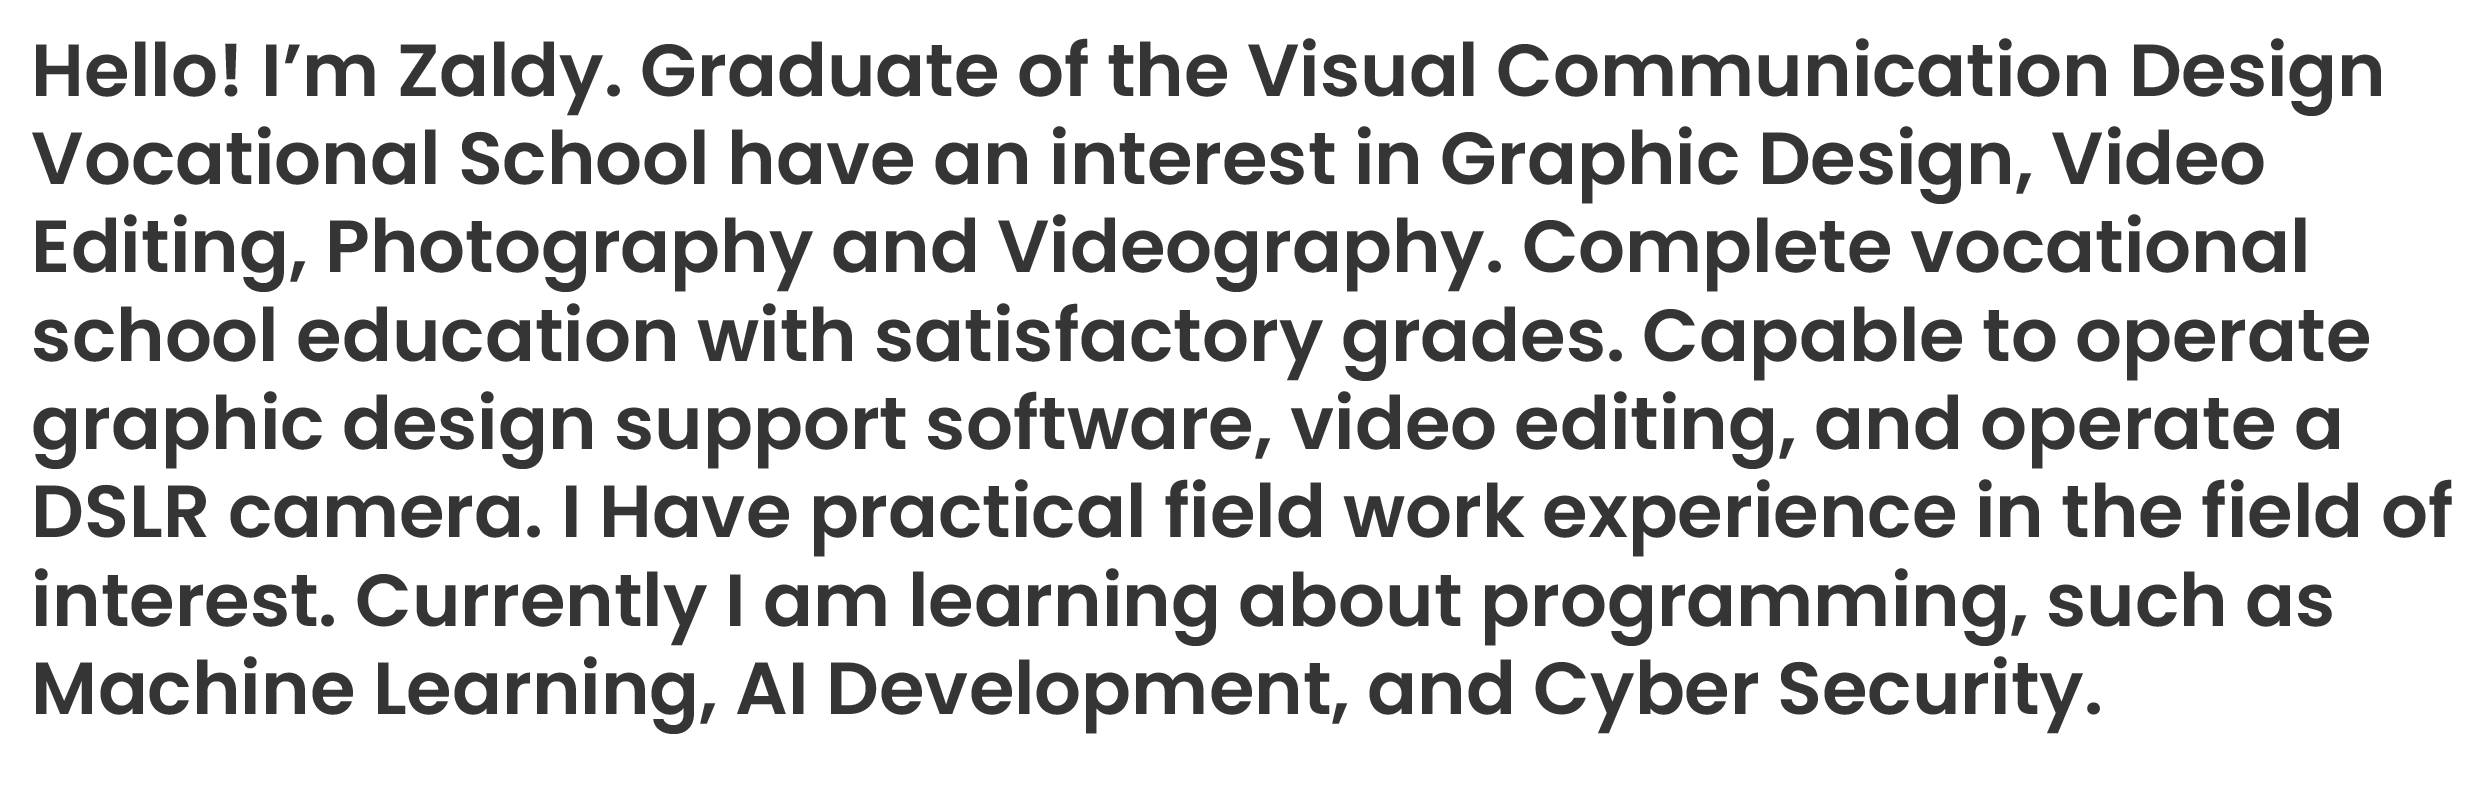 Hello! I’m Zaldy. Graduate of the Visual Communication Design
Vocational School have an interest in Graphic Design, Video
Editing, Photography and Videography. Complete vocational
school education with satisfactory grades. Capable to operate
graphic design support software, video editing, and operate a
DSLR camera. I Have practical field work experience in the field of
interest. Currently I am learning about programming, such as
Machine Learning, AI Development, and Cyber Security.